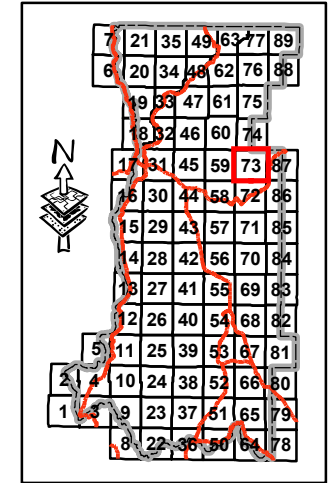 7 21 35 49 63 77 89
6 20 34 48 62 76 88
19 33 47 61 75
18 32 46 60 74
N
17 31 45 59 73 87
16 30 44 58 72 86
15 29 43 57 71 85
14 28 42 56 70 84
13 27 41 55 69 83
12 26 40 54 68 82
5 11 25 39 53 67 81
2 4 10 24 38 52 66 80
1 3 9 23 37 51 65 79
8 22 36 50 64 78